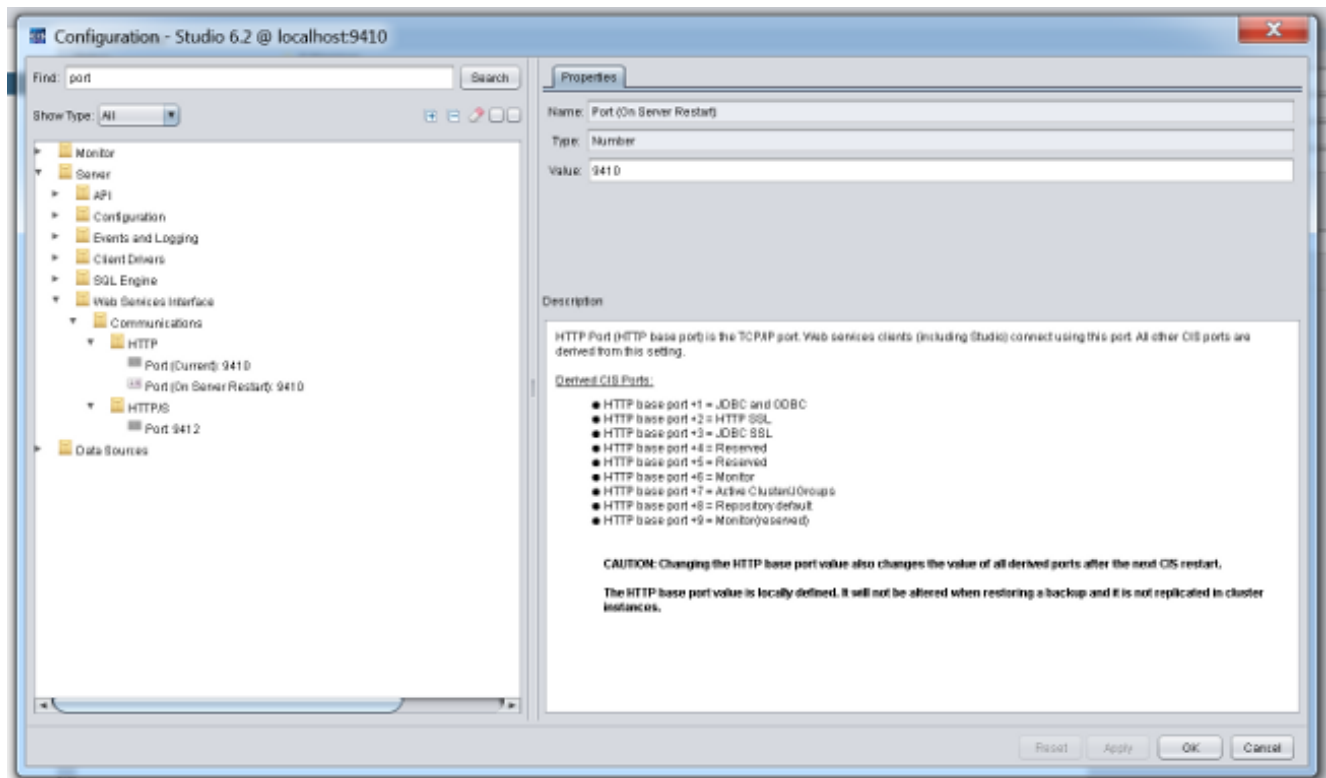 Configuration - Studio 6.2 @ localhost:9410
Find: port
Search
Show Type: All
Monitor
Server
API
Configuration
Events and Logging
Client Drivers
SQL Engine
Web Services Interface
Communications
HTTP
Port (Current): 9410
Port (On Server Restart): 9410
HTTP/S
Port: 9412
Data Sources
Properties
Name: Port (On Server Restart)
Type: Number
Value: 9410
Description
HTTP Port (HTTP base port) is the TCP/IP port. Web services clients (including Studio) connect using this port. All other CIS ports are
derived from this setting.
Derived CIS Ports:
● HTTP base port +1 = JDBC and ODBC
● HTTP base port +2 = HTTP SSL
● HTTP base port +3 = JDBC SSL
● HTTP base port +4 = Reserved
● HTTP base port +5 = Reserved
● HTTP base port +6 = Monitor
● HTTP base port +7 = Active Cluster/JGroups
● HTTP base port +8 = Repository default
● HTTP base port +9 = Monitor(reserved)
CAUTION: Changing the HTTP base port value also changes the value of all derived ports after the next CIS restart.
The HTTP base port value is locally defined. It will not be altered when restoring a backup and it is not replicated in cluster
instances.
Reset Apply OK Cancel